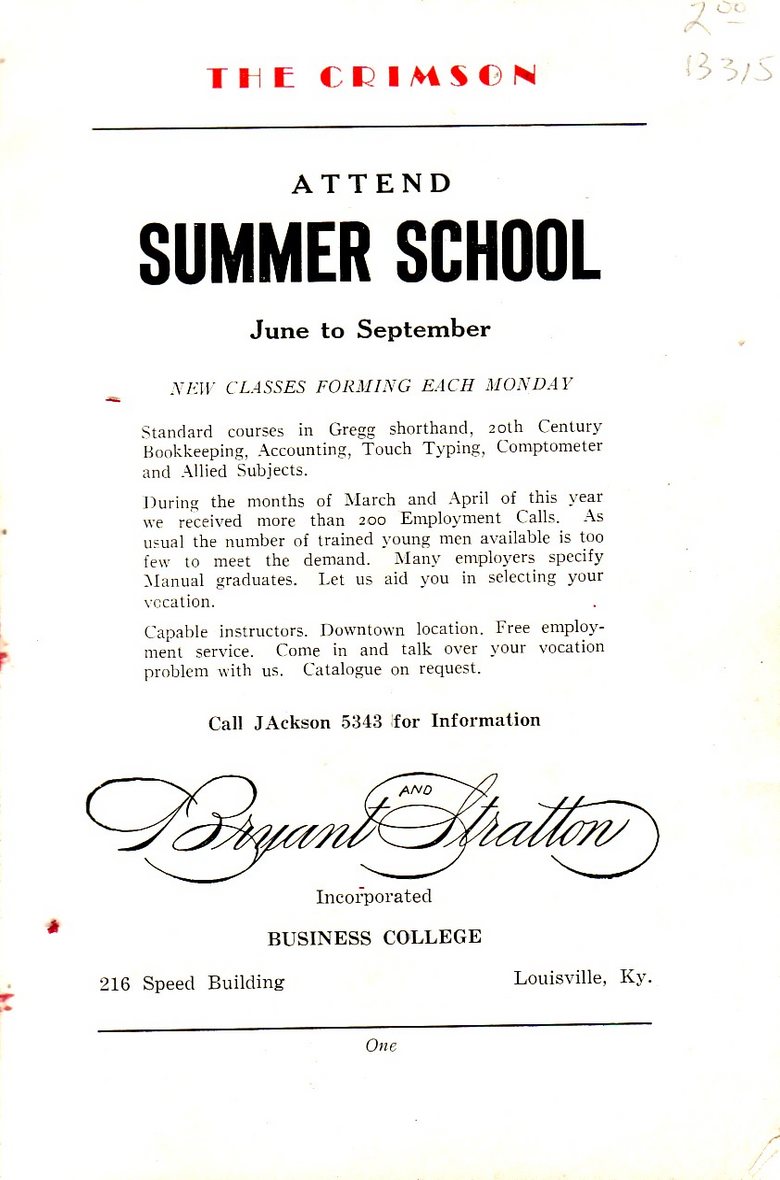 2 00
B315
THE CRIMSON
ATTEND
SUMMER SCHOOL
June to September
NEW CLASSES FORMING EACH MONDAY
Standard courses in Gregg shorthand, 20th Century
Bookkeeping, Accounting, Touch Typing, Comptometer
and Allied Subjects.
During the months of March and April of this year
we received more than 200 Employment Calls. As
usual the number of trained young men available is too
few to meet the demand. Many employers specify
Manual graduates. Let us aid you in selecting your
vocation.
Capable instructors. Downtown location. Free employ-
ment service. Come in and talk over your vocation
problem with us. Catalogue on request.
Call JAckson 5343 for Information
Bryant AND Stratton
Incorporated
BUSINESS COLLEGE
216 Speed Building Louisville, Ky.
One